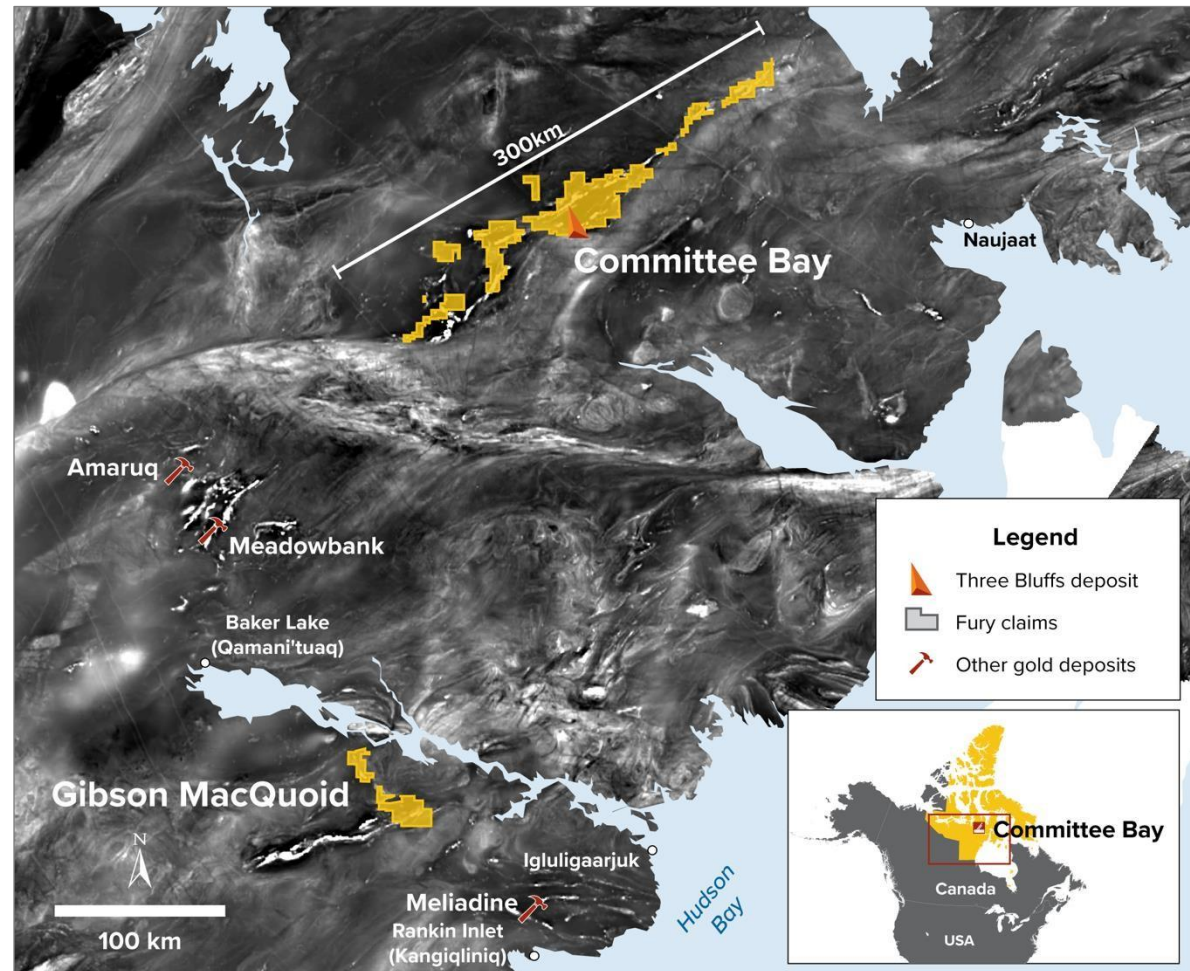 300km
Naujaat
Committee Bay
Amaruq
Meadowbank
Baker Lake
(Qamani'tuaq)
Gibson MacQuoid
N
100 km
Igluligaarjuk
Meliadine
Rankin Inlet
(Kangiqliniq)
Hudson
Bay
Legend
Three Bluffs deposit
Fury claims
Other gold deposits
Committee Bay
Canada
USA